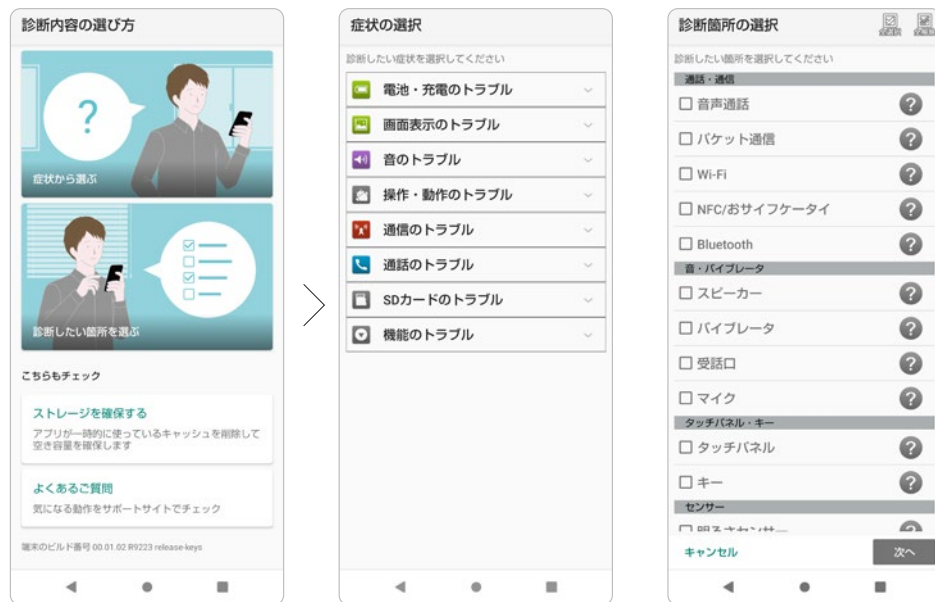 診断内容の選び方
症状から選ぶ
診断したい箇所を選ぶ
こちらもチェック
ストレージを確保する
アプリが一時的に使っているキャッシュを削除して
空き容量を確保します
よくあるご質問
気になる動作をサポートサイトでチェック
端末のビルド番号 00.01.02 R9223 release-keys
症状の選択
診断したい症状を選択してください
電池・充電のトラブル
画面表示のトラブル
音のトラブル
操作・動作のトラブル
通信のトラブル
通話のトラブル
SDカードのトラブル
機能のトラブル
診断箇所の選択
診断したい箇所を選択してください
通話・通信
音声通話
パケット通信
Wi-Fi
NFC/おサイフケータイ
Bluetooth
音・バイブレータ
スピーカー
バイブレータ
受話口
マイク
タッチパネル・キー
タッチパネル
キー
センサー
明るさセンサー
キャンセル
次へ